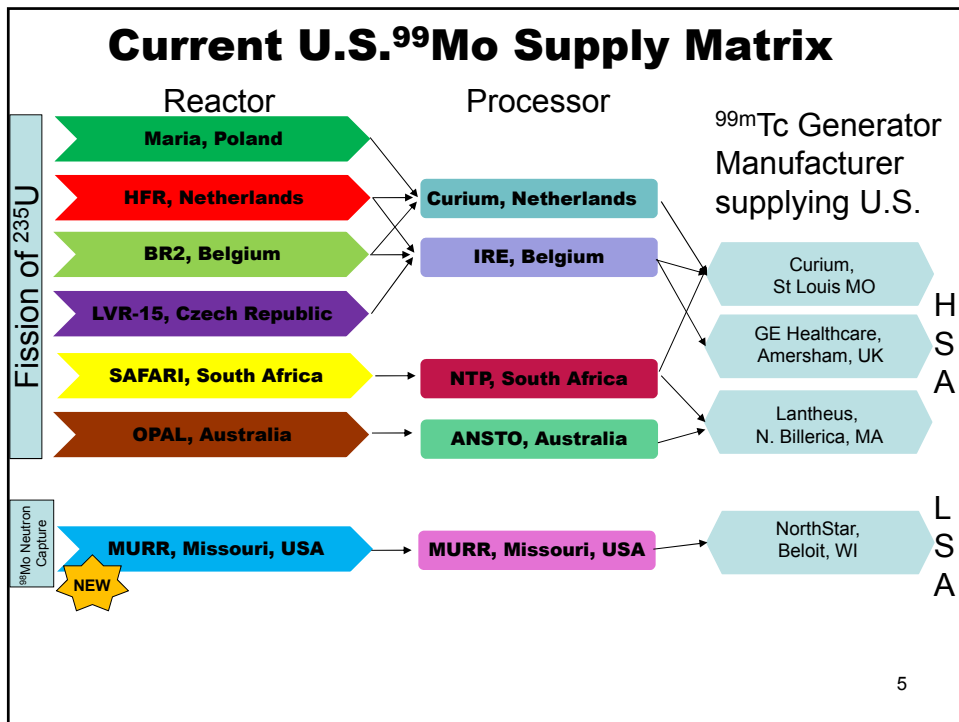 Current U.S.⁹⁹Mo Supply Matrix
Reactor
Processor
⁹⁹ᵐTc Generator
Manufacturer
supplying U.S.
Fission of ²³⁵U
Maria, Poland
HFR, Netherlands
BR2, Belgium
LVR-15, Czech Republic
SAFARI, South Africa
OPAL, Australia
Curium, Netherlands
IRE, Belgium
NTP, South Africa
ANSTO, Australia
Curium,
St Louis MO
GE Healthcare,
Amersham, UK
Lantheus,
N. Billerica, MA
H
S
A
⁹⁸Mo Neutron
Capture
MURR, Missouri, USA
NEW
MURR, Missouri, USA
NorthStar,
Beloit, WI
L
S
A
5